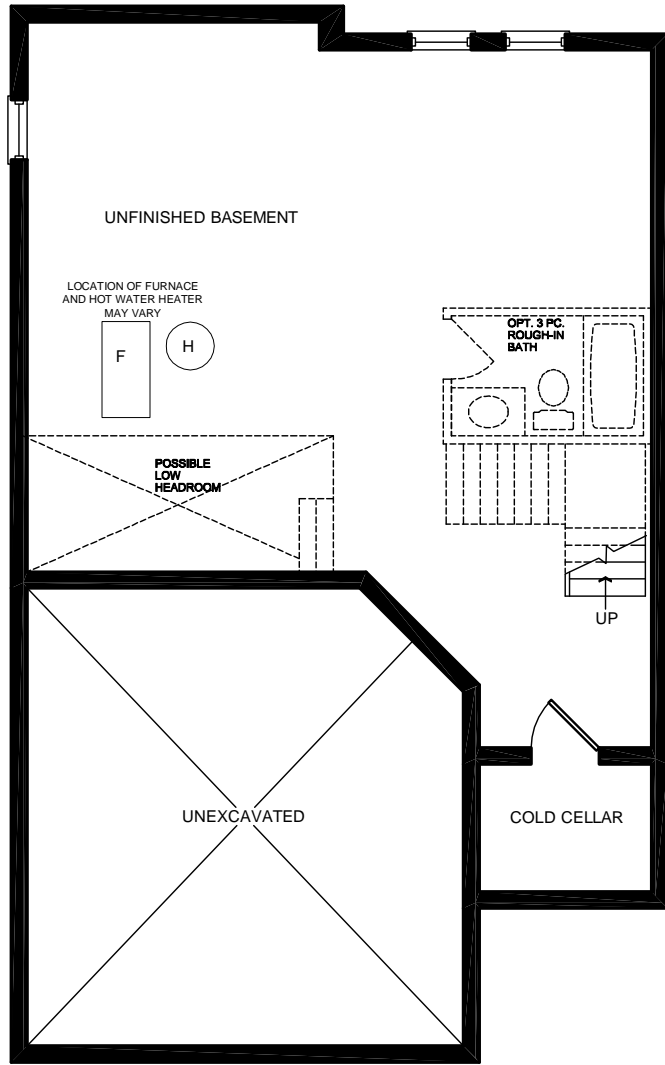 UNFINISHED BASEMENT
LOCATION OF FURNACE
AND HOT WATER HEATER
MAY VARY
F
H
OPT. 3 PC.
ROUGH-IN
BATH
POSSIBLE
LOW
HEADROOM
UP
UNEXCAVATED
COLD CELLAR